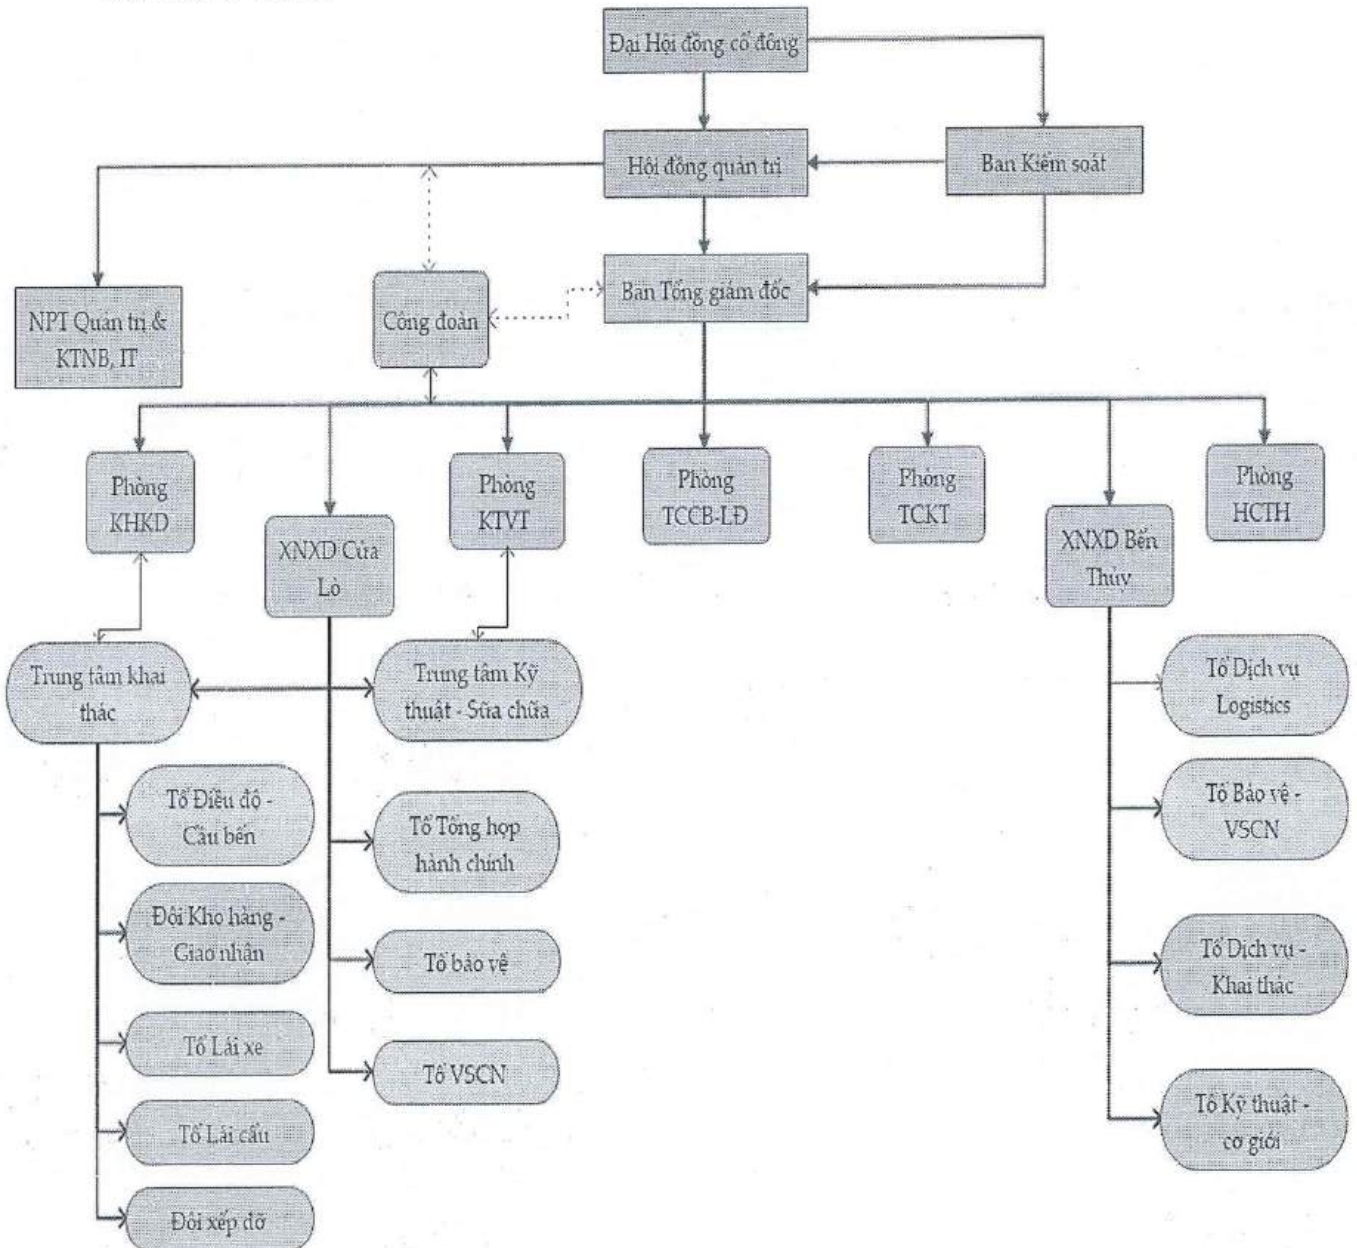 Đại Hội đồng cổ đông
Hội đồng quản trị
Ban Kiểm soát
Ban Tổng giám đốc
NPT Quản trị &
KTNB, IT
Công đoàn
Phòng
KHKD
XNXD Cửa
Lò
Phòng
KTVT
Phòng
TCCB-LĐ
Phòng
TCKT
XNXD Bến
Thủy
Phòng
HCTH
Trung tâm khai
thác
Trung tâm Kỹ
thuật - Sữa chữa
Tổ Điều độ -
Cầu bến
Đội Kho hàng -
Giao nhận
Tổ Lái xe
Tổ Lái cẩu
Đội xếp dỡ
Tổ Tổng hợp
hành chính
Tổ bảo vệ
Tổ VSCN
Tổ Dịch vụ
Logistics
Tổ Bảo vệ -
VSCN
Tổ Dịch vụ -
Khai thác
Tổ Kỹ thuật -
cơ giới